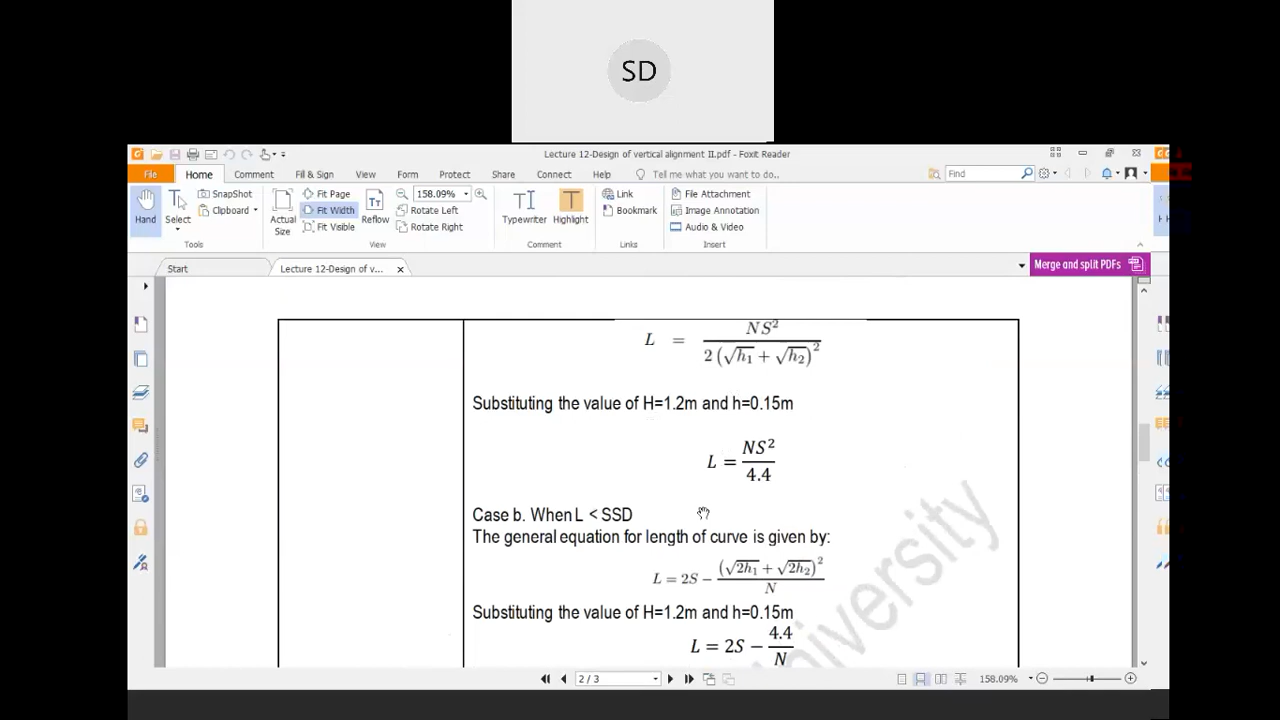 SD
Lecture 12-Design of vertical alignment II.pdf - Foxit Reader
File Home Comment Fill & Sign View Form Protect Share Connect Help Tell me what you want to do.. Find
Hand
Select
SnapShot
Clipboard
Actual Size
Fit Page
Fit Width
Fit Visible
Reflow
158.09%
Rotate Left
Rotate Right
Typewriter
Highlight
Link
Bookmark
File Attachment
Image Annotation
Audio & Video
Tools View Comment Links Insert
Start Lecture 12-Design of v... Merge and split PDFs
L = NS² / 2(√h₁ + √h₂)²
Substituting the value of H=1.2m and h=0.15m
L = NS² / 4.4
Case b. When L < SSD
The general equation for length of curve is given by:
L = 2S − (√2h₁ + √2h₂)² / N
Substituting the value of H=1.2m and h=0.15m
L = 2S − 4.4 / N
2 / 3 158.09%